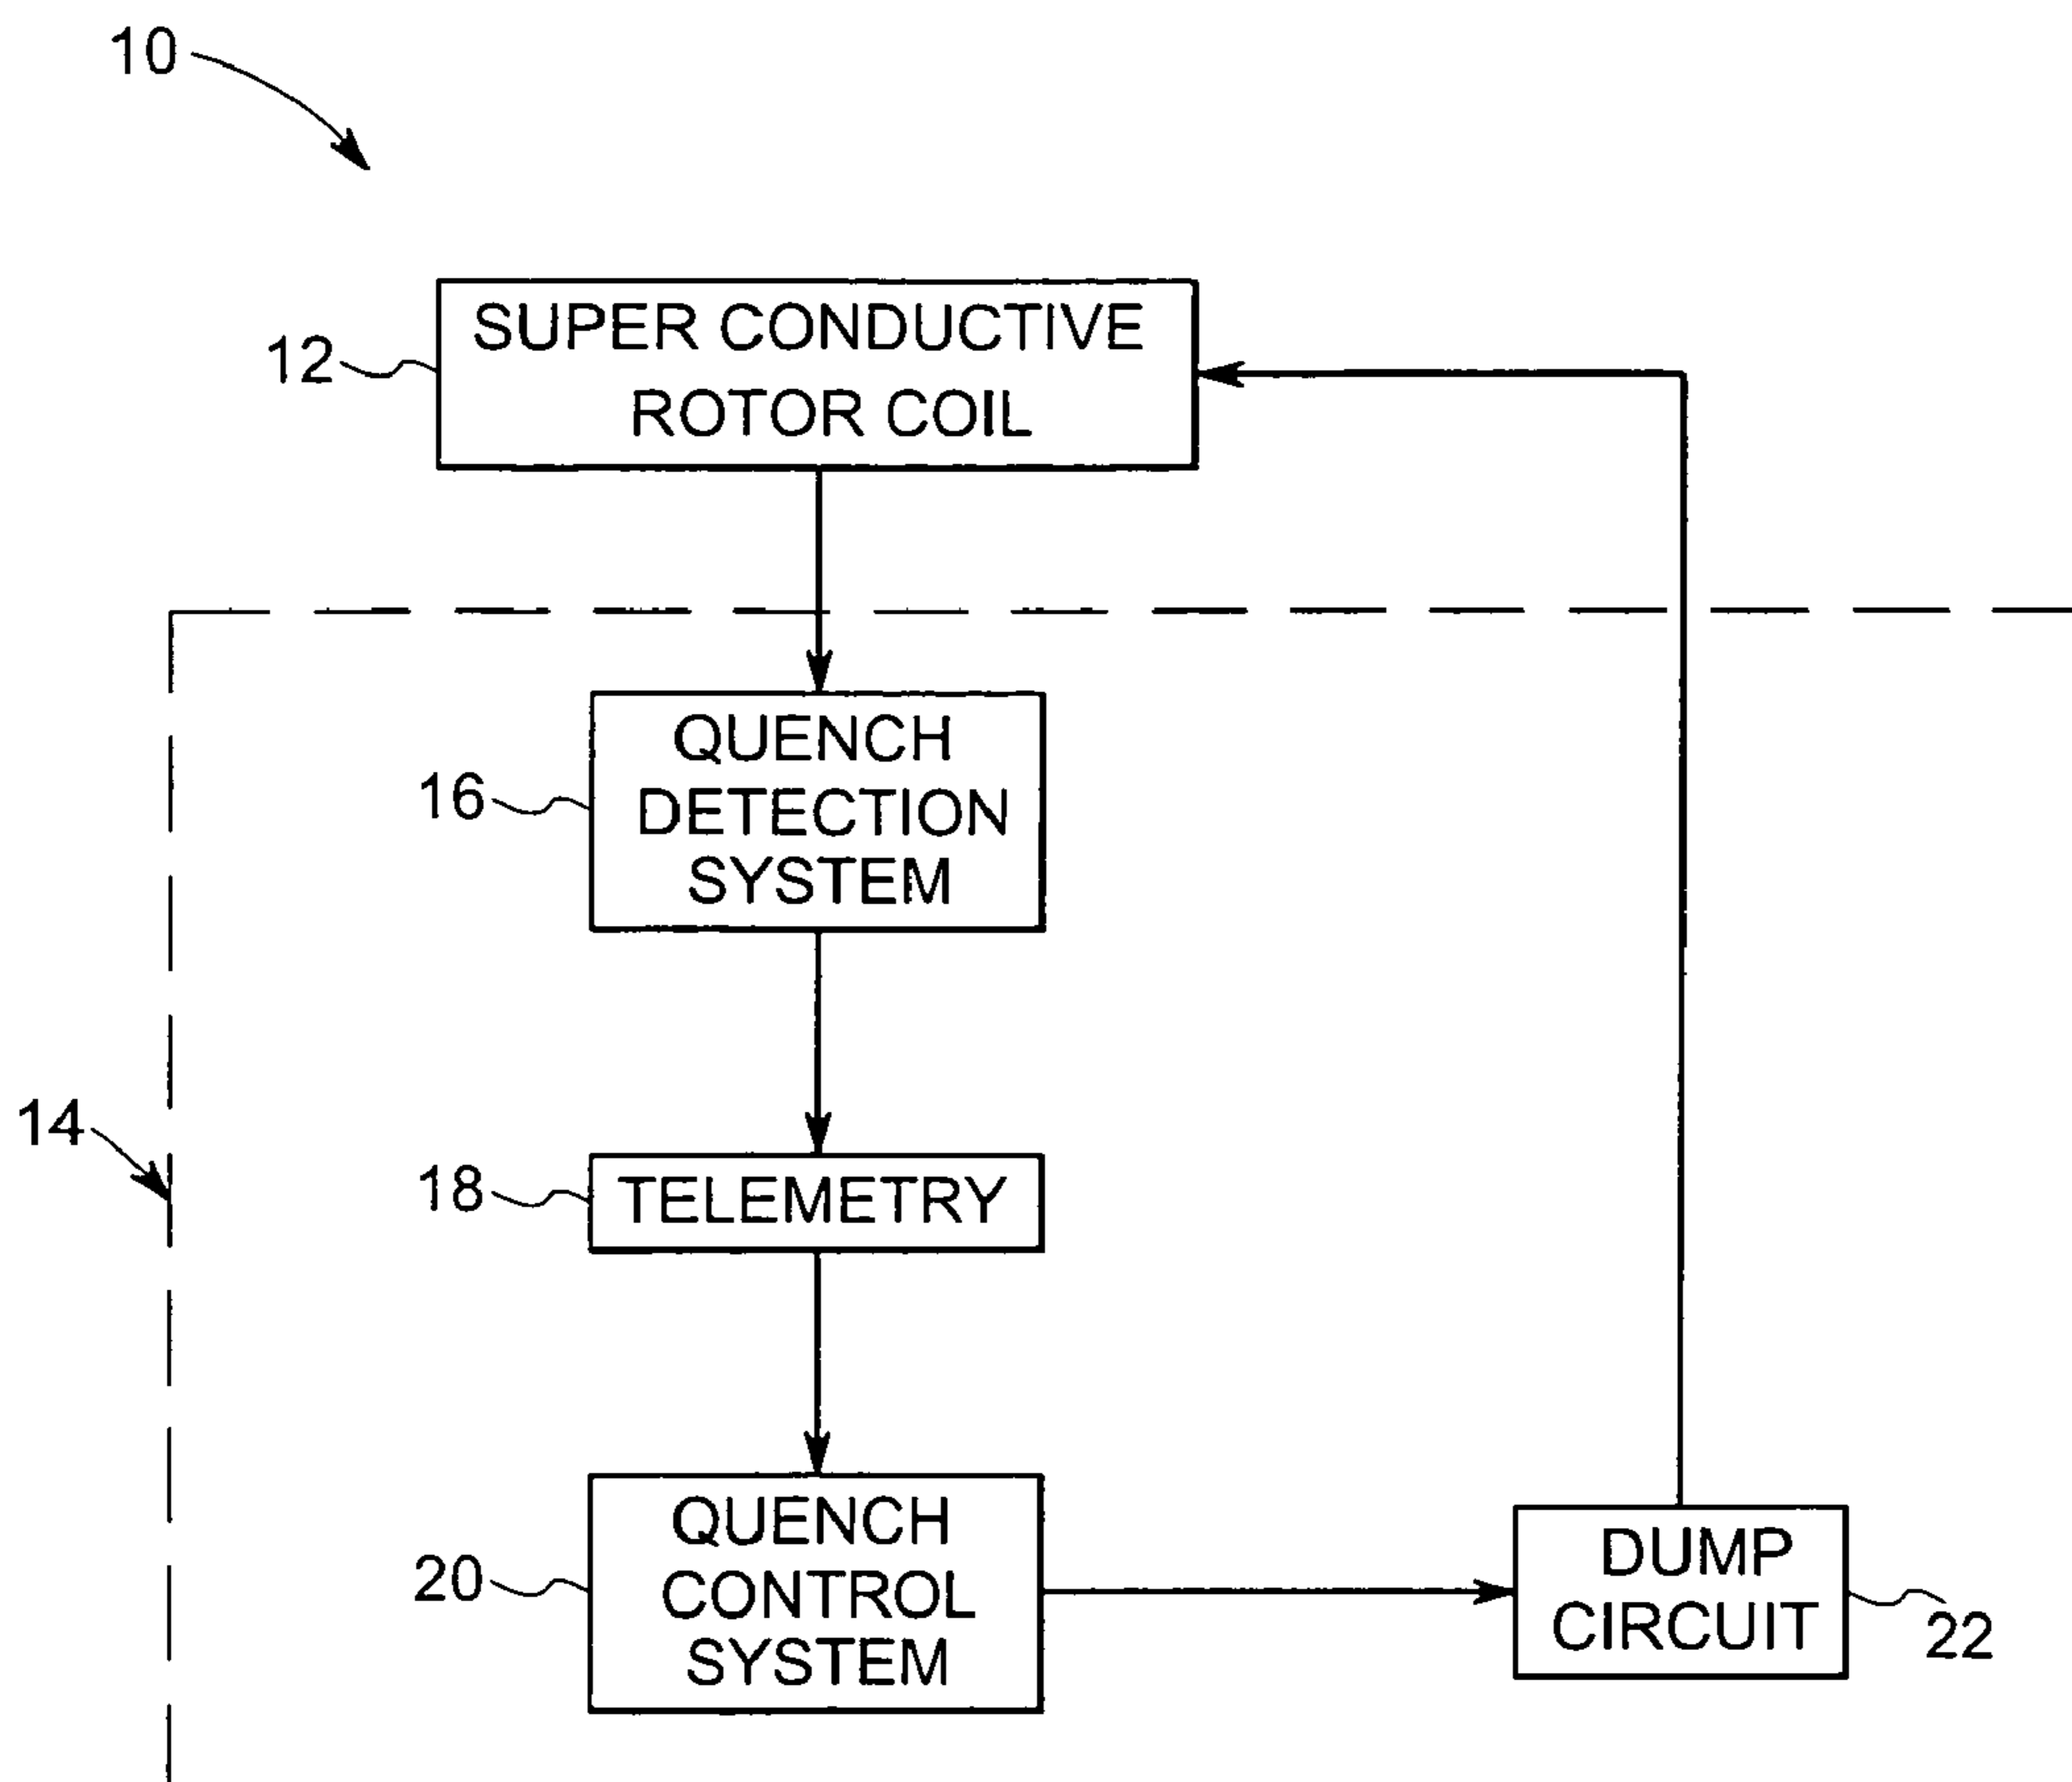 10
12
SUPER CONDUCTIVE
ROTOR COIL
16
QUENCH
DETECTION
SYSTEM
14
18
TELEMETRY
20
QUENCH
CONTROL
SYSTEM
DUMP
CIRCUIT
22